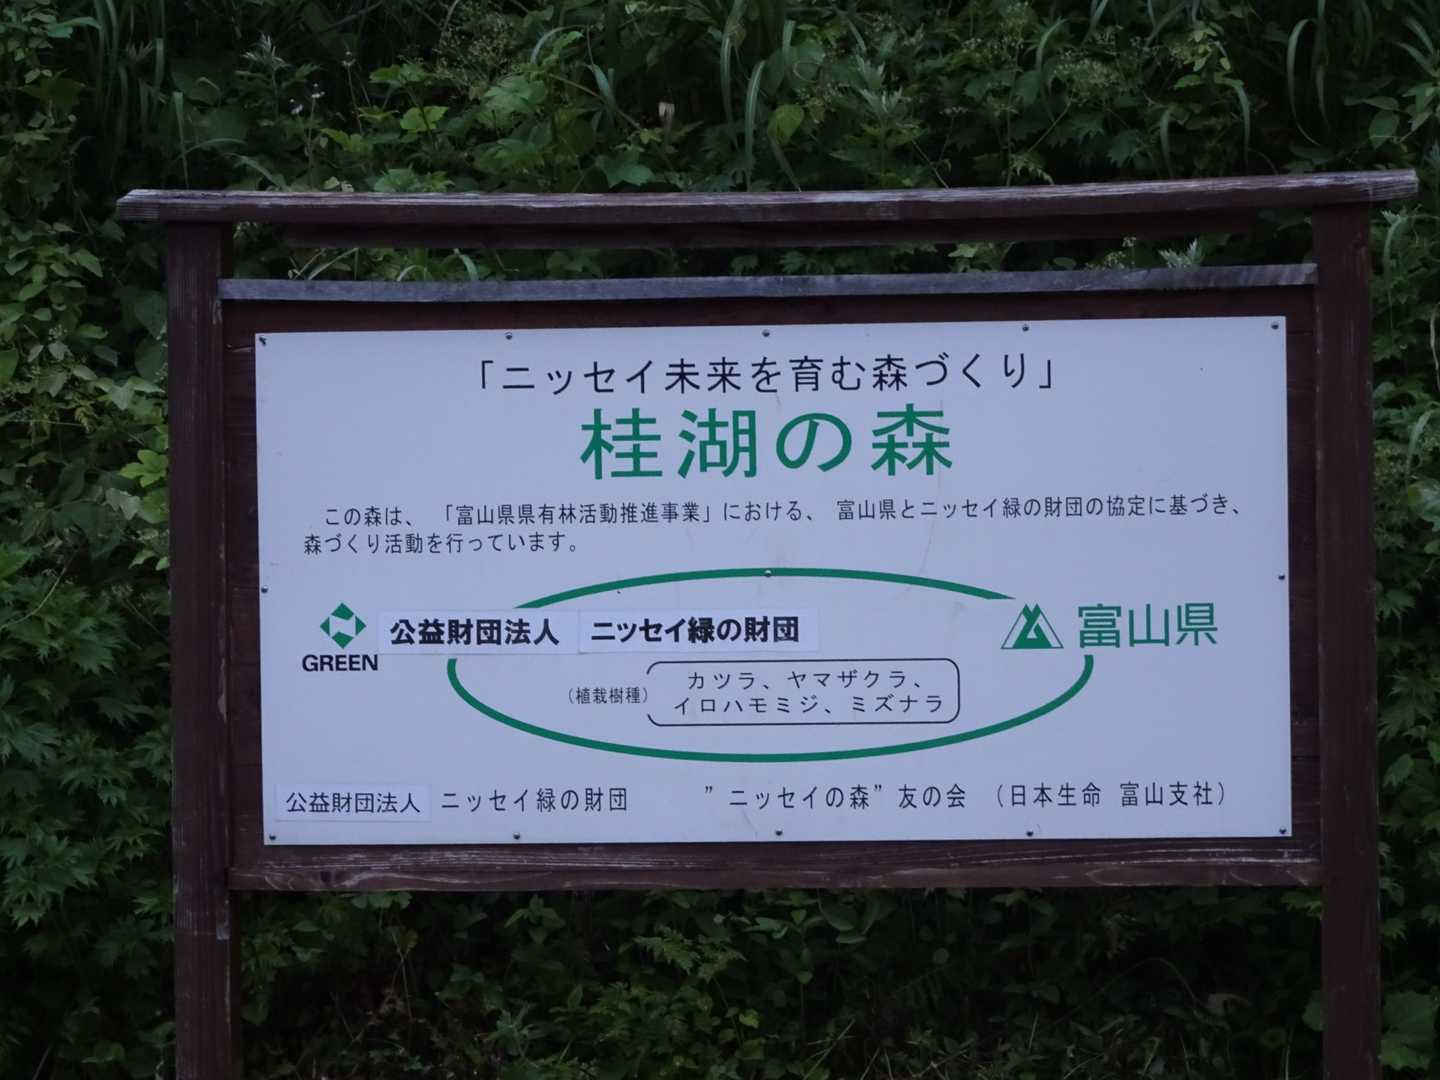 「ニッセイ未来を育む森づくり」
桂湖の森
この森は、「富山県県有林活動推進事業」における、富山県とニッセイ緑の財団の協定に基づき、
森づくり活動を行っています。
GREEN 公益財団法人 ニッセイ緑の財団 富山県
(植栽樹種) カツラ、ヤマザクラ、
イロハモミジ、ミズナラ
公益財団法人 ニッセイ緑の財団 ”ニッセイの森”友の会 (日本生命 富山支社)